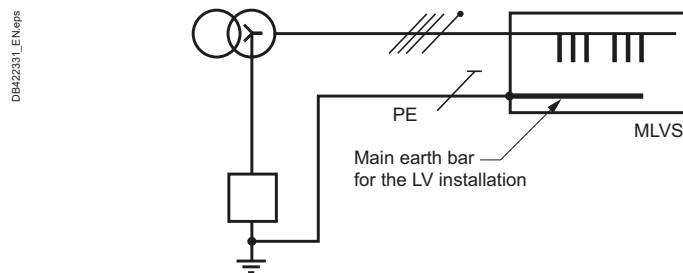 DB422331_EN.eps
PE
MLVS
Main earth bar
for the LV installation